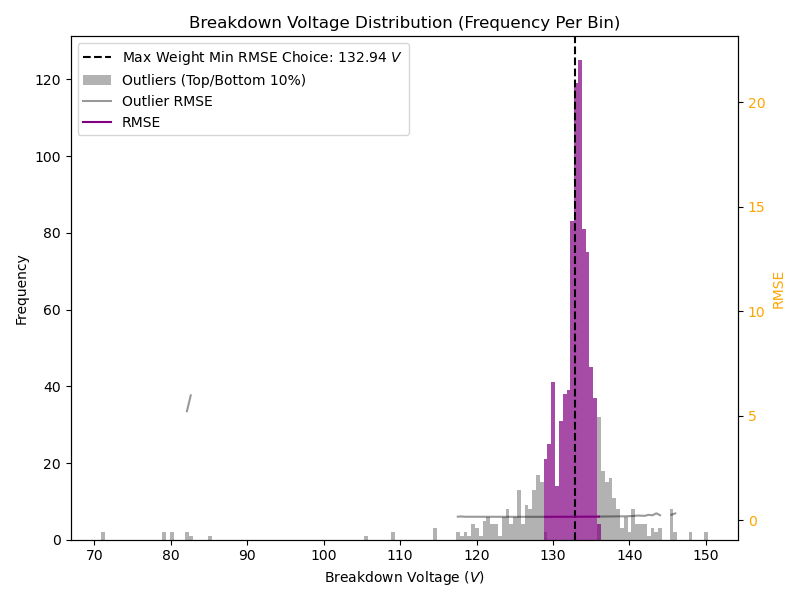 Breakdown Voltage Distribution (Frequency Per Bin)
Max Weight Min RMSE Choice: 132.94 V
Outliers (Top/Bottom 10%)
Outlier RMSE
RMSE
120
100
80
60
40
20
0
Frequency
20
15
10
5
0
RMSE
70 80 90 100 110 120 130 140 150
Breakdown Voltage (V)